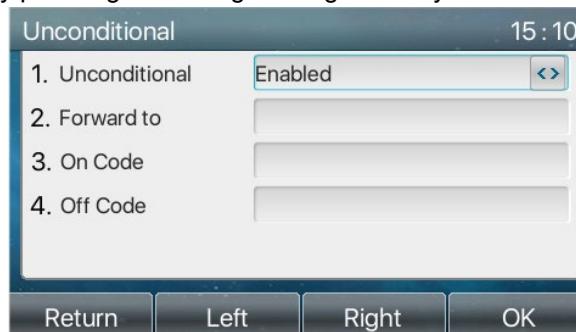 Unconditional 15:10
1. Unconditional Enabled <>
2. Forward to
3. On Code
4. Off Code
Return Left Right OK